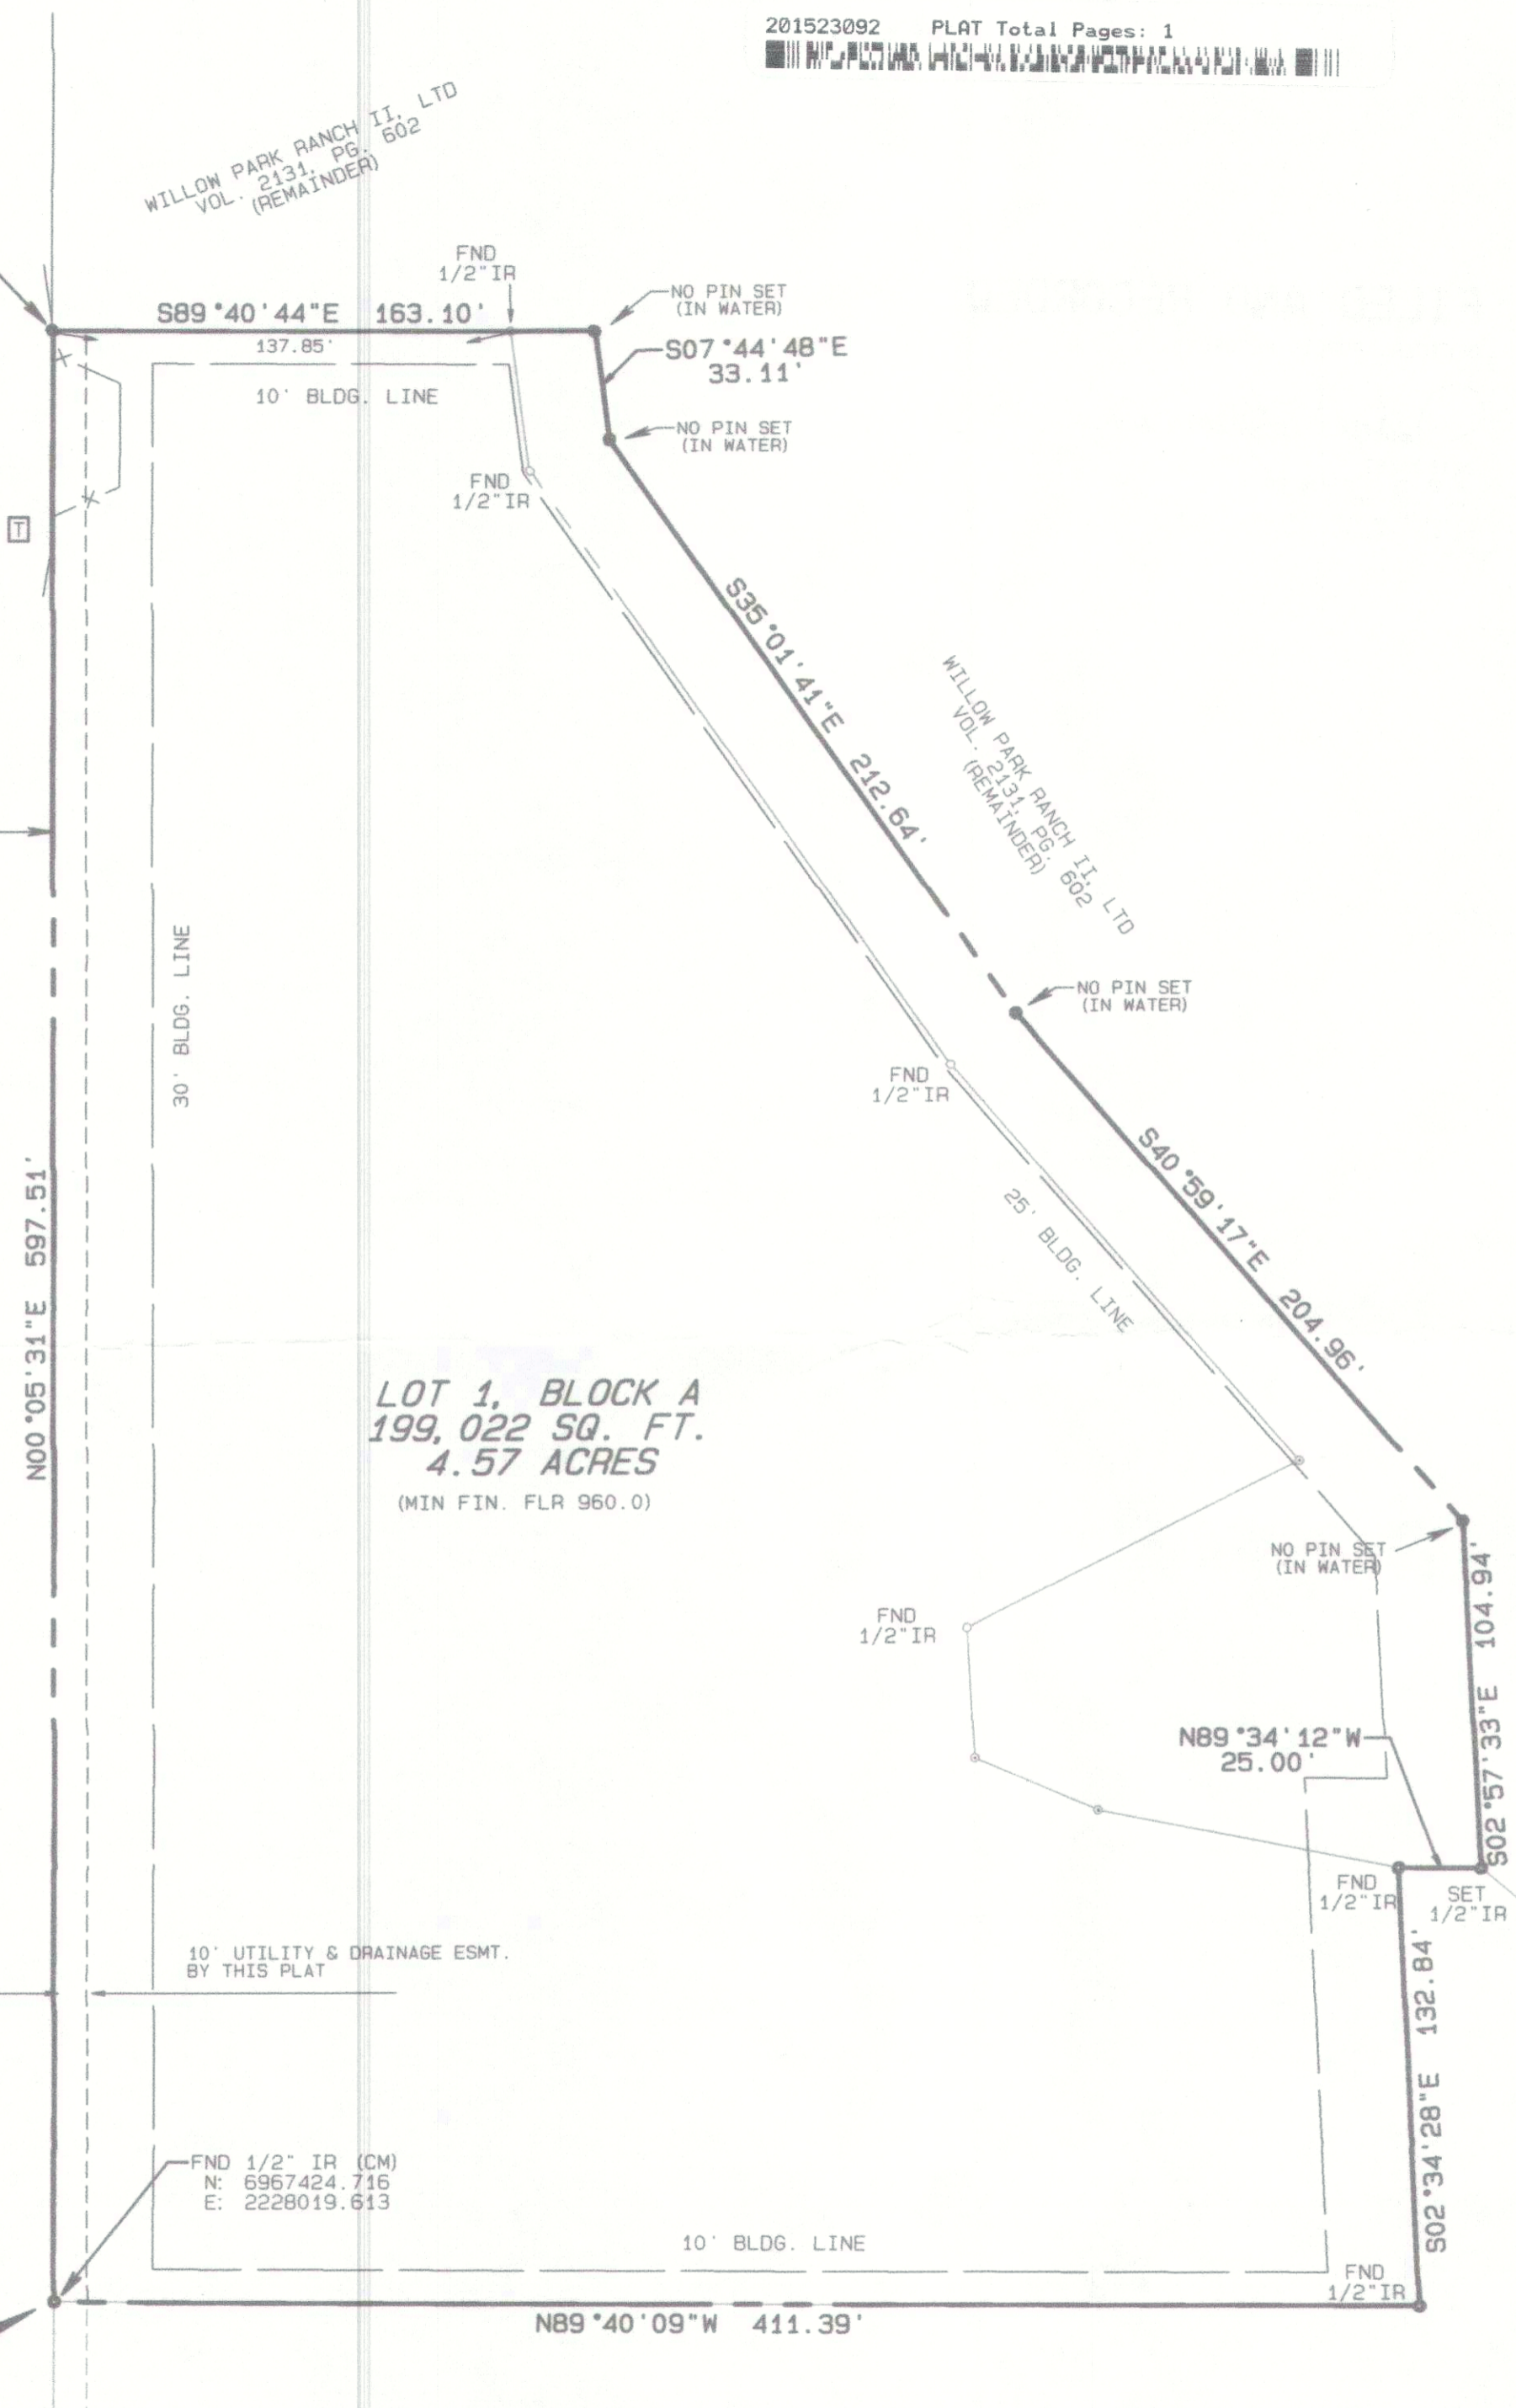 201523092 PLAT Total Pages: 1
WILLOW PARK RANCH II, LTD
VOL. 2131, PG. 602
(REMAINDER)
FND
1/2"IR
NO PIN SET
(IN WATER)
S89°40'44"E 163.10'
137.85'
S07°44'48"E
33.11'
10' BLDG. LINE
NO PIN SET
(IN WATER)
FND
1/2"IR
T
S35°01'41"E 212.64'
WILLOW PARK RANCH II, LTD
VOL. 2131, PG. 602
(REMAINDER)
30' BLDG. LINE
NO PIN SET
(IN WATER)
FND
1/2"IR
S40°59'17"E 204.96'
25' BLDG. LINE
N00°05'31"E 597.51'
LOT 1, BLOCK A
199,022 SQ. FT.
4.57 ACRES
(MIN FIN. FLR 960.0)
NO PIN SET
(IN WATER)
S02°57'33"E 104.94'
FND
1/2"IR
N89°34'12"W
25.00'
FND
1/2"IR
SET
1/2"IR
10' UTILITY & DRAINAGE ESMT.
BY THIS PLAT
S02°34'28"E 132.84'
FND 1/2" IR (CM)
N: 6967424.716
E: 2228019.613
10' BLDG. LINE
FND
1/2"IR
N89°40'09"W 411.39'